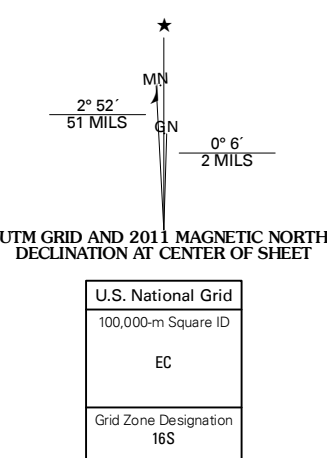 ★
MN
2° 52´
51 MILS
GN
0° 6´
2 MILS
UTM GRID AND 2011 MAGNETIC NORTH
DECLINATION AT CENTER OF SHEET
U.S. National Grid
100,000-m Square ID
EC
Grid Zone Designation
16S